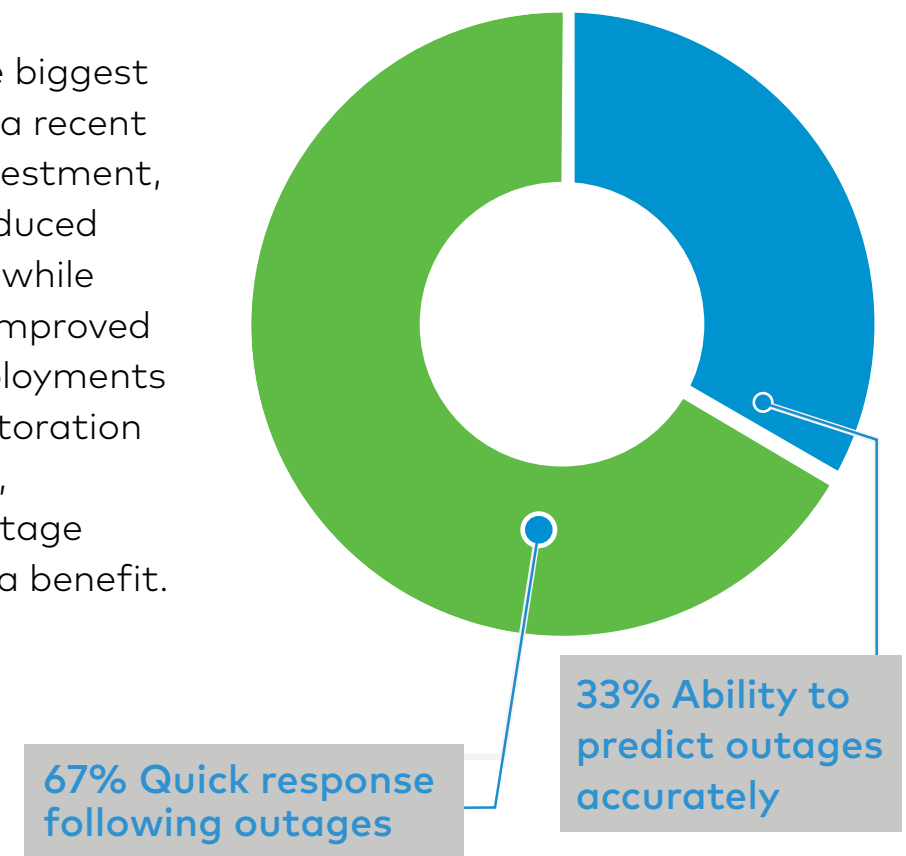 e biggest
a recent
estment,
duced
while
mproved
ployments
toration
,
tage
a benefit.
67% Quick response
following outages
33% Ability to
predict outages
accurately